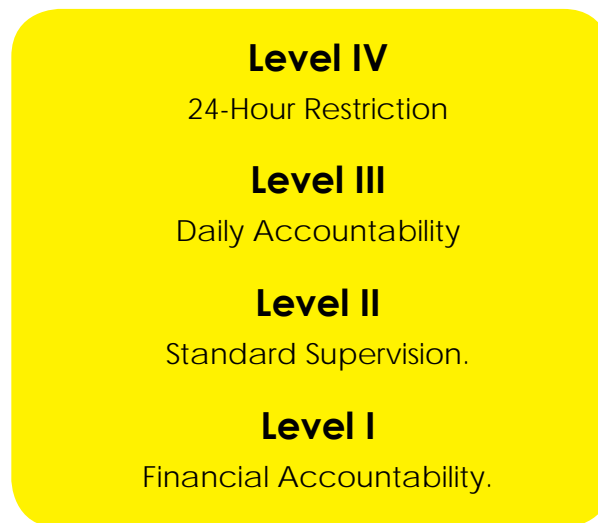 Level IV
24-Hour Restriction
Level III
Daily Accountability
Level II
Standard Supervision.
Level I
Financial Accountability.